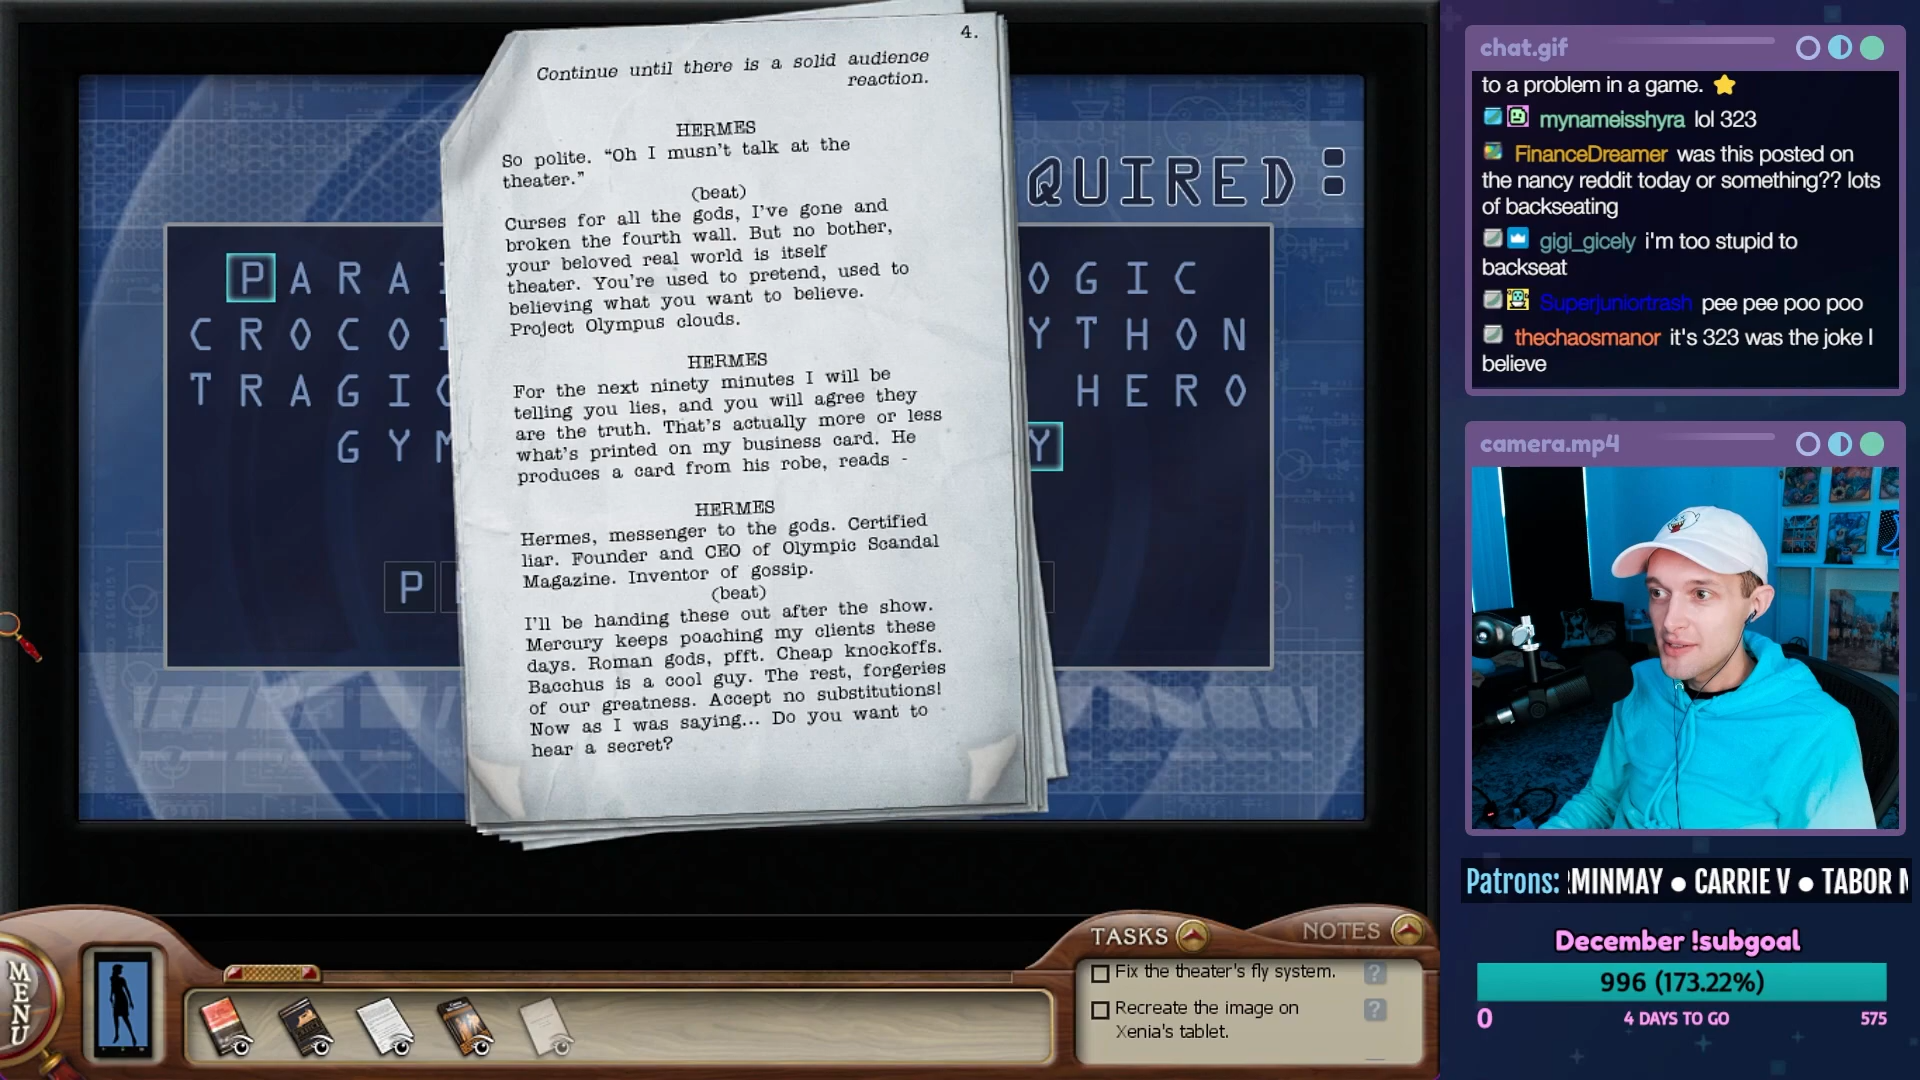 4.
Continue until there is a solid audience
reaction.
HERMES
So polite. “Oh I musn’t talk at the
theater.”
(beat)
Curses for all the gods, I’ve gone and
broken the fourth wall. But no bother,
your beloved real world is itself
theater. You’re used to pretend, used to
believing what you want to believe.
Project Olympus clouds.
HERMES
For the next ninety minutes I will be
telling you lies, and you will agree they
are the truth. That’s actually more or less
what’s printed on my business card. He
produces a card from his robe, reads -
HERMES
Hermes, messenger to the gods. Certified
liar. Founder and CEO of Olympic Scandal
Magazine. Inventor of gossip.
(beat)
I’ll be handing these out after the show.
Mercury keeps poaching my clients these
days. Roman gods, pfft. Cheap knockoffs.
Bacchus is a cool guy. The rest, forgeries
of our greatness. Accept no substitutions!
Now as I was saying... Do you want to
hear a secret?
QUIRED:
PARA OGIC
CROCO YTHON
TRAGIC HERO
GYM Y
P
MENU
TASKS
NOTES
Fix the theater's fly system. ?
Recreate the image on ?
Xenia's tablet.
chat.gif
to a problem in a game. ⭐
mynameisshyra lol 323
FinanceDreamer was this posted on
the nancy reddit today or something?? lots
of backseating
gigi_gicely i'm too stupid to
backseat
Superjuniortrash pee pee poo poo
thechaosmanor it's 323 was the joke I
believe
camera.mp4
Patrons: MINMAY ● CARRIE V ● TABOR
December !subgoal
996 (173.22%)
0 4 DAYS TO GO 575